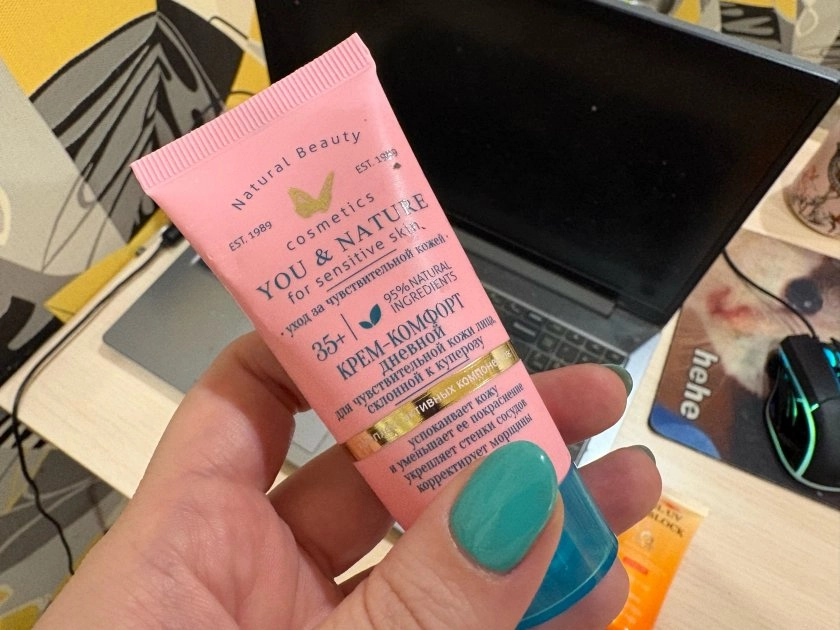 Natural Beauty
EST. 1989
EST. 1989
cosmetics
YOU & NATURE
for sensitive skin
· уход за чувствительной кожей ·
35+
95% NATURAL
INGREDIENTS
КРЕМ-КОМФОРТ
ДНЕВНОЙ
для чувствительной кожи лица,
склонной к куперозу
успокаивает кожу
и уменьшает ее покраснение
укрепляет стенки сосудов
корректирует морщины
hehe